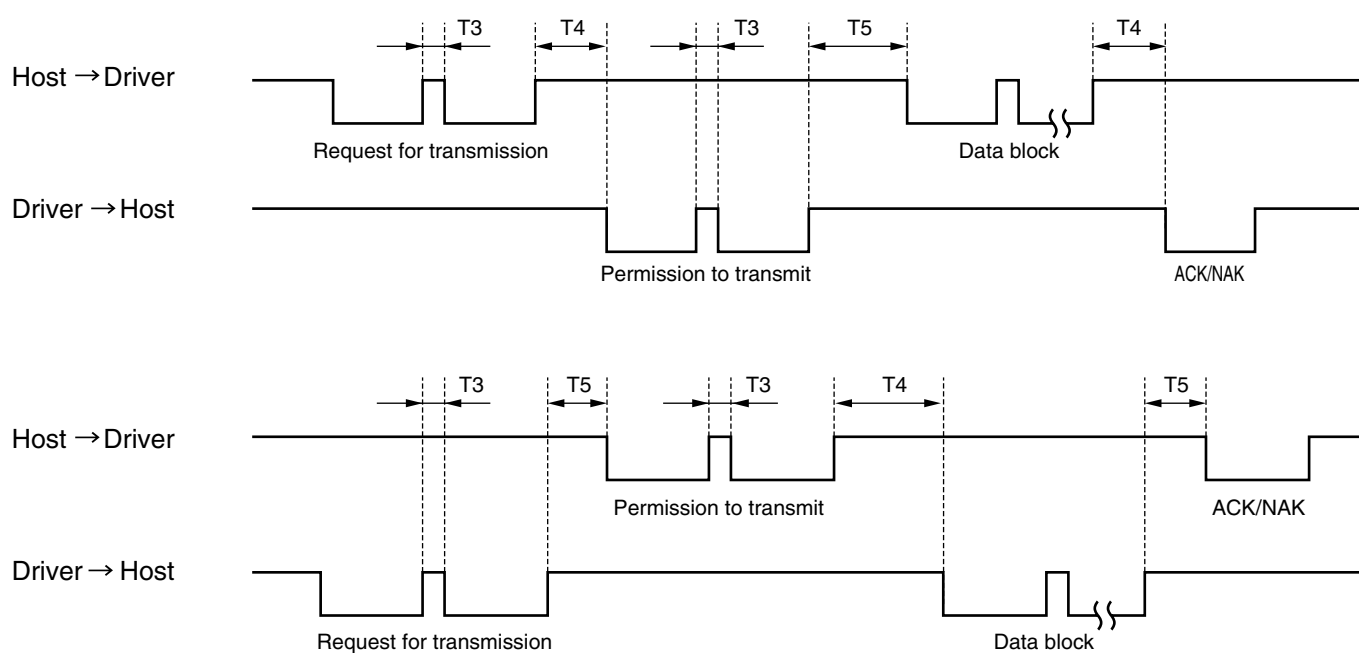 T3 T4 T3 T5 T4
Host → Driver
Request for transmission Data block
Driver → Host
Permission to transmit ACK/NAK
T3 T5 T3 T4 T5
Host → Driver
Permission to transmit ACK/NAK
Driver → Host
Request for transmission Data block